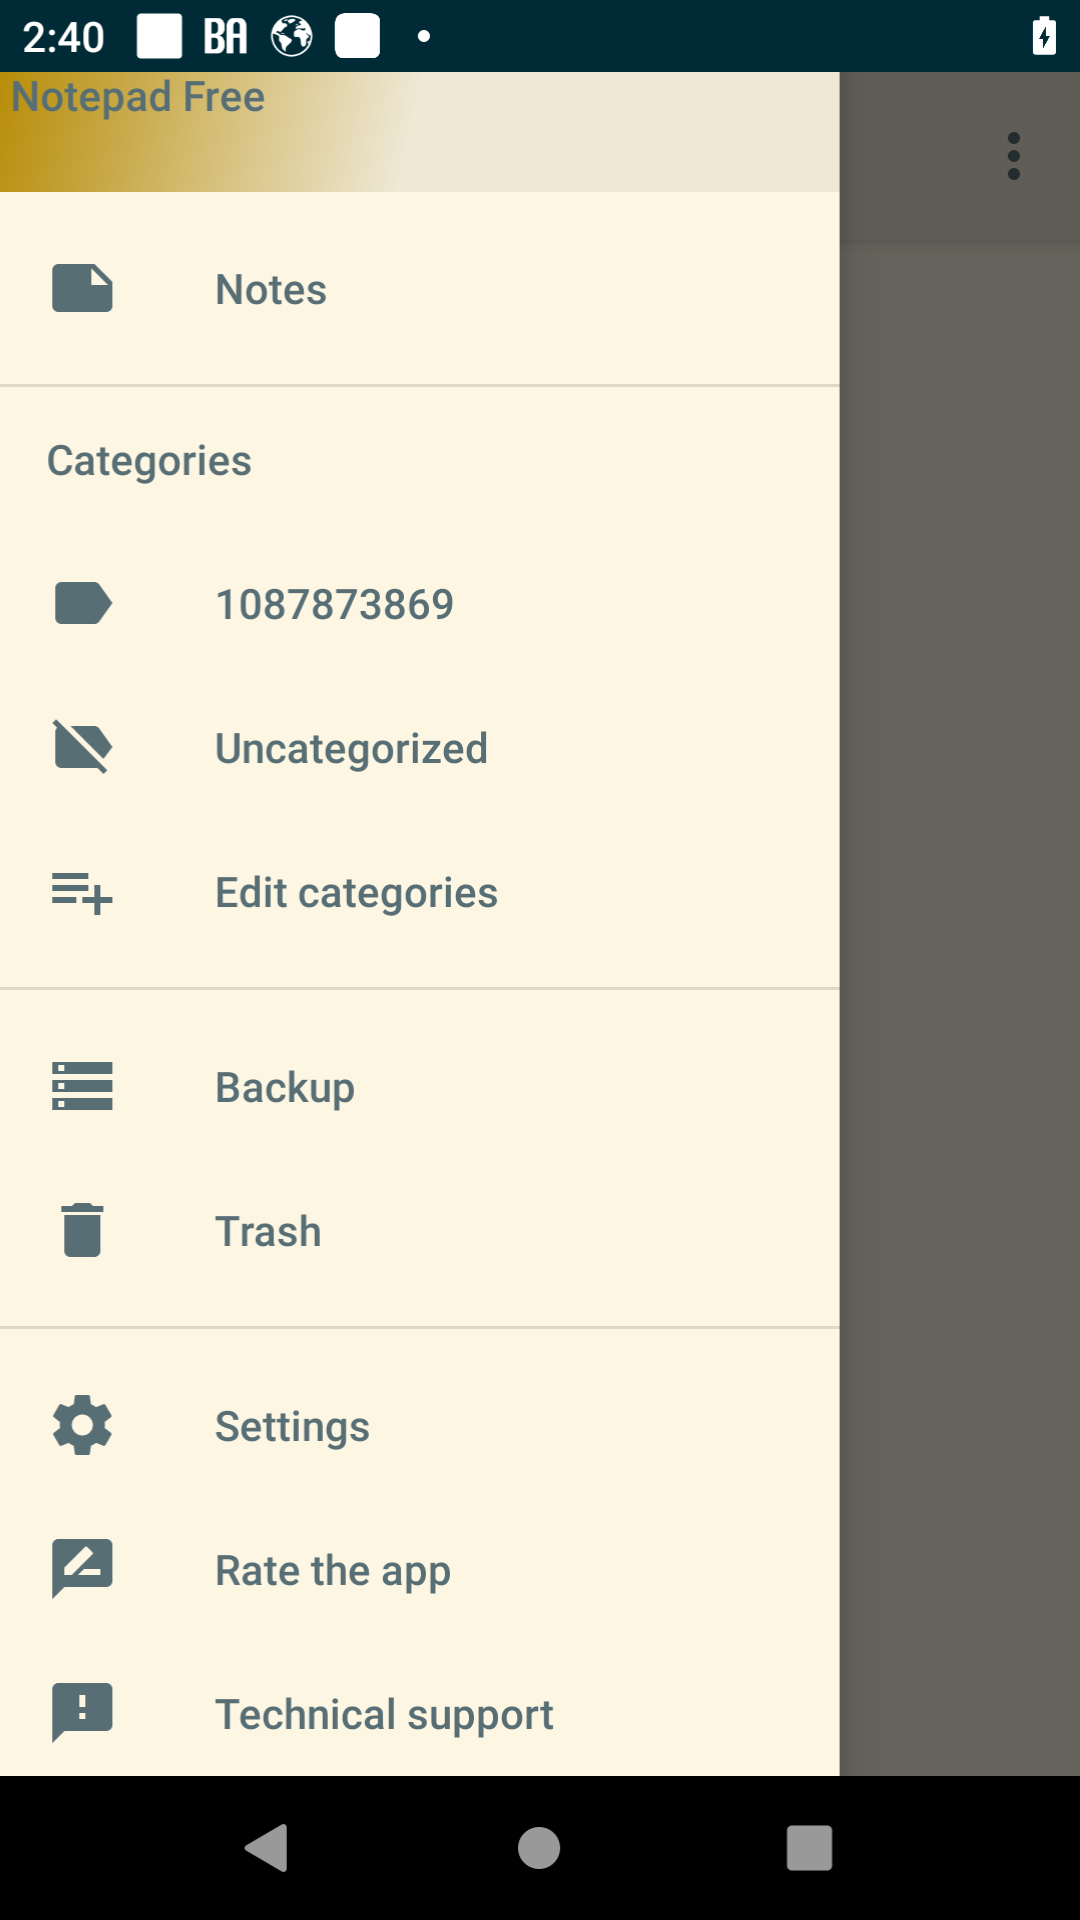 2:40 BA
Notepad Free
Notes
Categories
1087873869
Uncategorized
Edit categories
Backup
Trash
Settings
Rate the app
Technical support